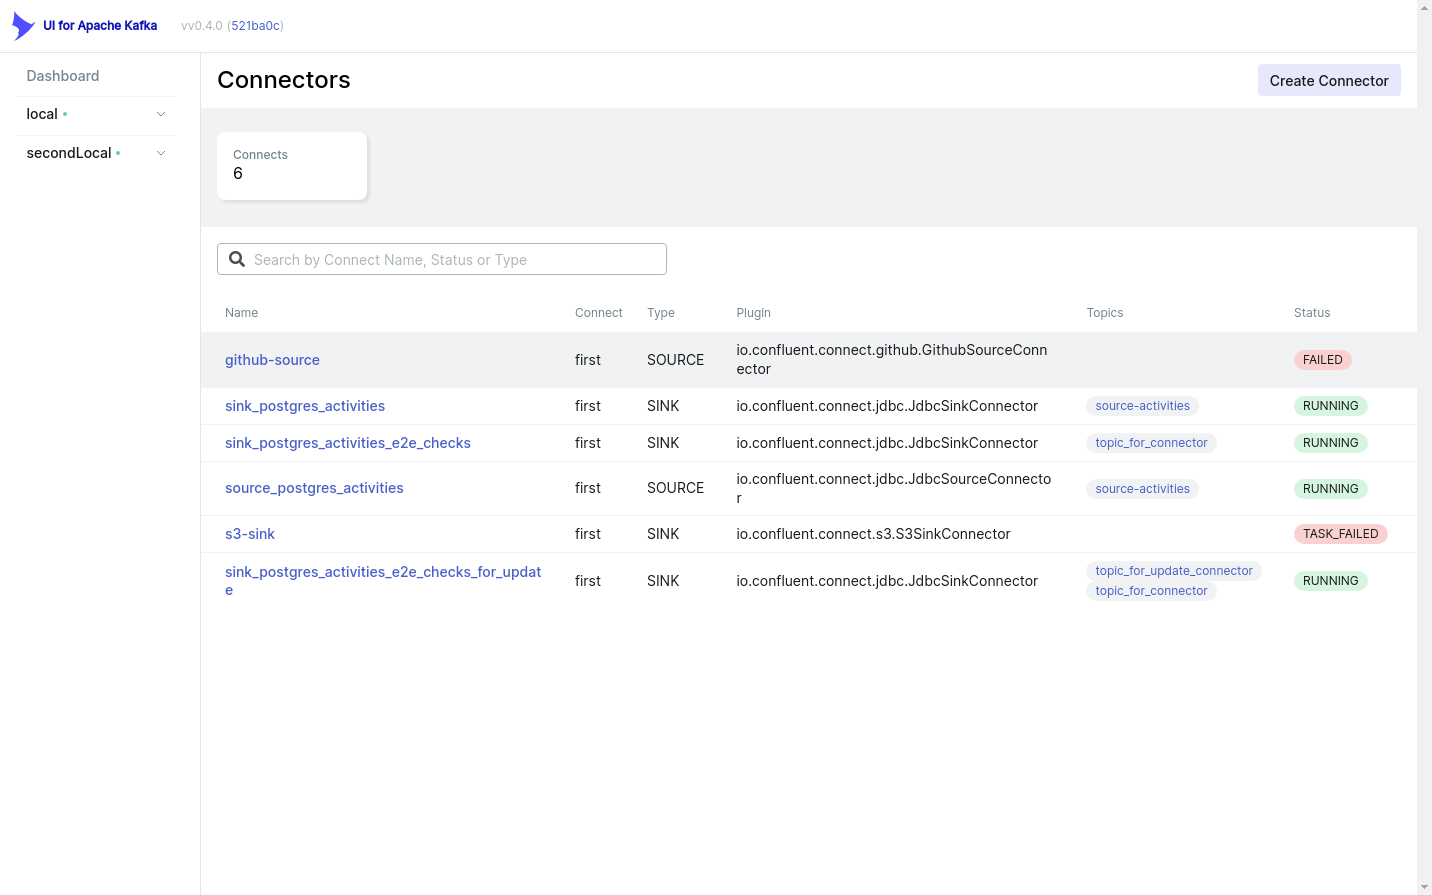 UI for Apache Kafka vv0.4.0 (521ba0c)
Dashboard
local
secondLocal
Connectors
Create Connector
Connects
6
Search by Connect Name, Status or Type
Name Connect Type Plugin Topics Status
github-source first SOURCE io.confluent.connect.github.GithubSourceConn
ector FAILED
sink_postgres_activities first SINK io.confluent.connect.jdbc.JdbcSinkConnector source-activities RUNNING
sink_postgres_activities_e2e_checks first SINK io.confluent.connect.jdbc.JdbcSinkConnector topic_for_connector RUNNING
source_postgres_activities first SOURCE io.confluent.connect.jdbc.JdbcSourceConnecto
r source-activities RUNNING
s3-sink first SINK io.confluent.connect.s3.S3SinkConnector TASK_FAILED
sink_postgres_activities_e2e_checks_for_updat
e first SINK io.confluent.connect.jdbc.JdbcSinkConnector topic_for_update_connector
topic_for_connector RUNNING